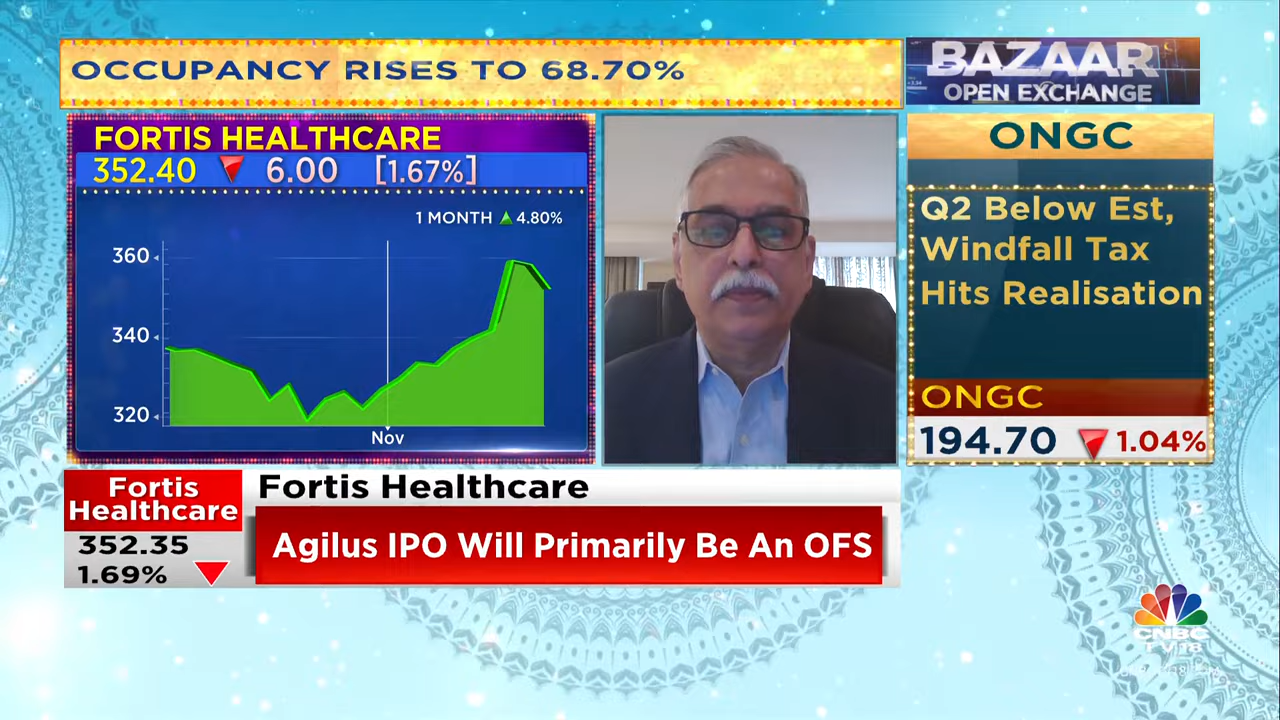 OCCUPANCY RISES TO 68.70%
BAZAAR
OPEN EXCHANGE
FORTIS HEALTHCARE
352.40 ▼ 6.00 [1.67%]
1 MONTH ▲ 4.80%
360
340
320
Nov
ONGC
Q2 Below Est,
Windfall Tax
Hits Realisation
ONGC
194.70 ▼ 1.04%
Fortis
Healthcare
352.35
1.69% ▼
Fortis Healthcare
Agilus IPO Will Primarily Be An OFS
CNBC
TV18